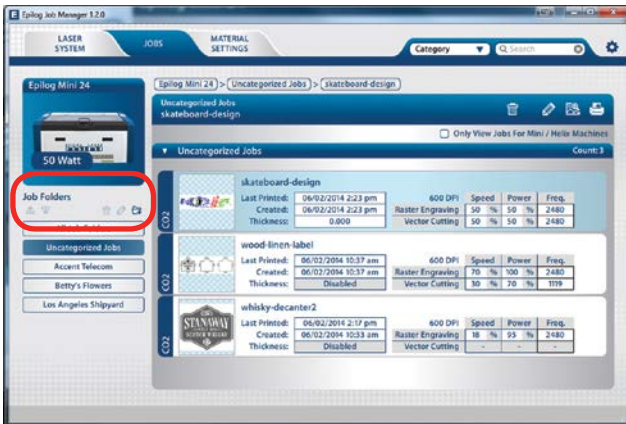 Epilog Job Manager 1.2.0
LASER SYSTEM
JOBS
MATERIAL SETTINGS
Category
Search
Epilog Mini 24
50 Watt
Job Folders
Uncategorized Jobs
Accent Telecom
Betty's Flowers
Los Angeles Shipyard
Epilog Mini 24 > Uncategorized Jobs > skateboard-design
Uncategorized Jobs
skateboard-design
Only View Jobs For Mini / Helix Machines
Uncategorized Jobs Count: 3
CO2
skateboard-design
Last Printed: 06/02/2014 2:23 pm 600 DPI Speed Power Freq.
Created: 06/02/2014 2:23 pm Raster Engraving 50 % 50 % 2480
Thickness: 0.000 Vector Cutting 50 % 50 % 2480
CO2
wood-linen-label
Last Printed: 06/02/2014 10:37 am 600 DPI Speed Power Freq.
Created: 06/02/2014 10:37 am Raster Engraving 70 % 100 % 2480
Thickness: Disabled Vector Cutting 30 % 70 % 1119
CO2
STANAWAY
whisky-decanter2
Last Printed: 06/02/2014 2:17 pm 600 DPI Speed Power Freq.
Created: 06/02/2014 10:33 am Raster Engraving 18 % 95 % 2480
Thickness: Disabled Vector Cutting - - -